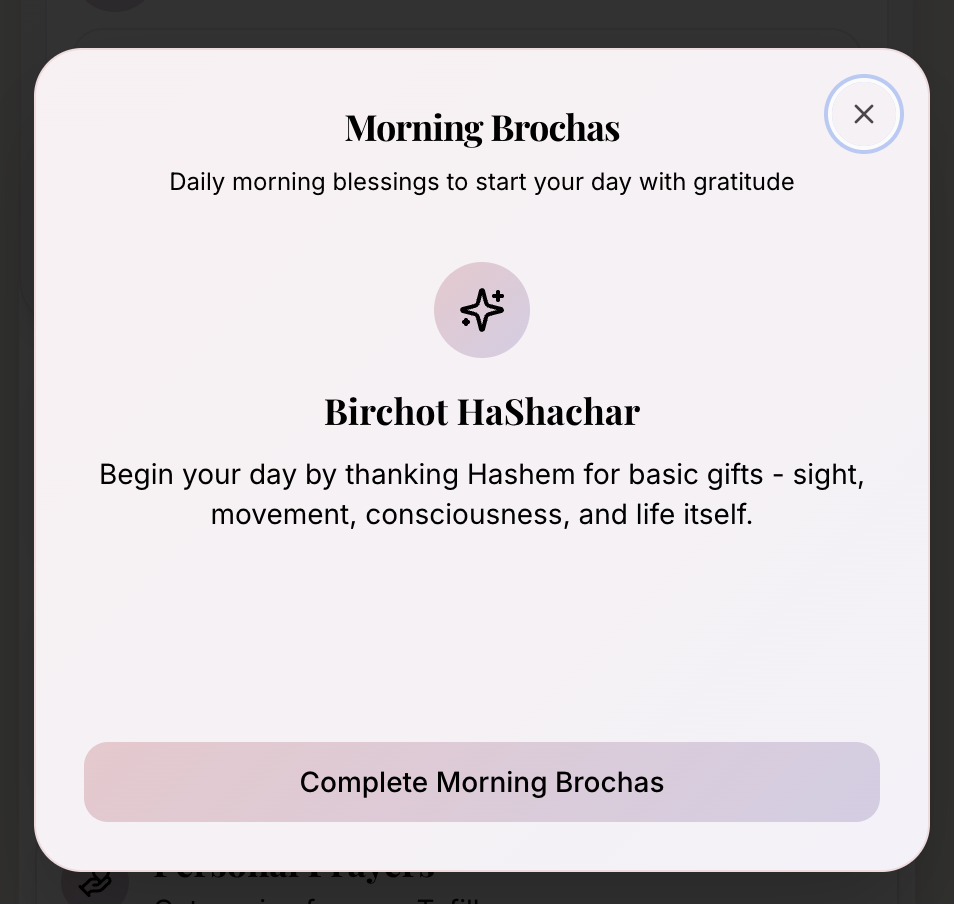 Morning Brochas
Daily morning blessings to start your day with gratitude
Birchot HaShachar
Begin your day by thanking Hashem for basic gifts - sight,
movement, consciousness, and life itself.
Complete Morning Brochas
Personal Prayers